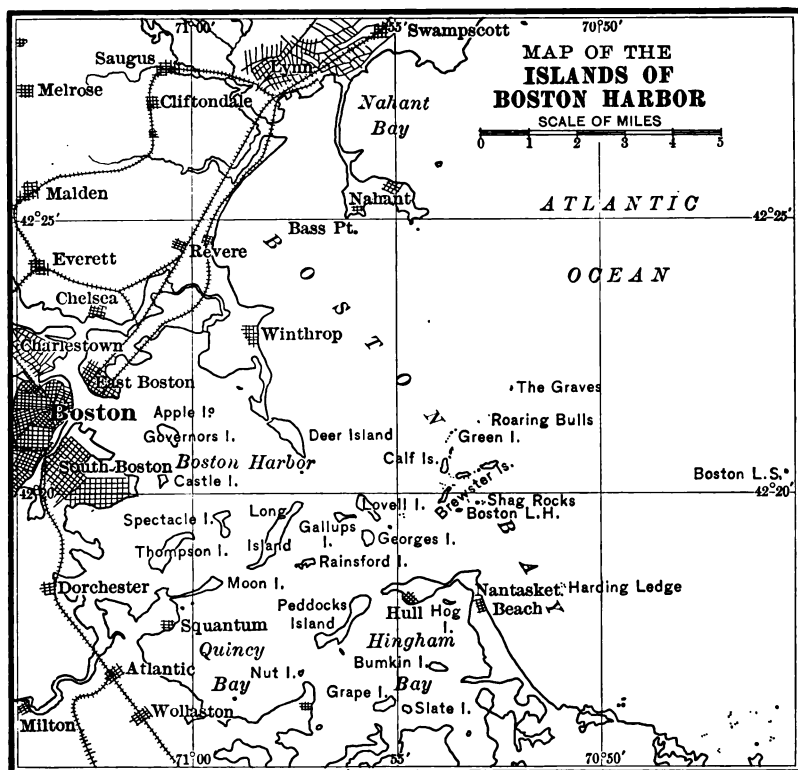 71°00'
55'
70°50'
Swampscott
MAP OF THE
ISLANDS OF
BOSTON HARBOR
SCALE OF MILES
0 1 2 3 4 5
Saugus
Lynn
Melrose
Cliftondale
Nahant
Bay
Malden
Nahant
ATLANTIC
42°25'
42°25'
Bass Pt.
Revere
Everett
OCEAN
Chelsea
Winthrop
Charlestown
East Boston
BOSTON BAY
The Graves
Boston
Apple I.
Roaring Bulls
Governors I.
Deer Island
Green I.
South Boston
Boston Harbor
Calf Is.
Brewster Is.
Boston L.S.
Castle I.
42°20'
42°20'
Shag Rocks
Boston L.H.
Spectacle I.
Long
Island
Lovell I.
Gallups
I.
Georges I.
Thompson I.
Rainsford I.
Dorchester
Moon I.
Nantasket
Beach
Harding Ledge
Peddocks
Island
Hull
Hog
I.
Squantum
Quincy
Bay
Hingham
Bay
Atlantic
Nut I.
Bumkin I.
Grape I.
Slate I.
Milton
Wollaston
71°00'
55'
70°50'